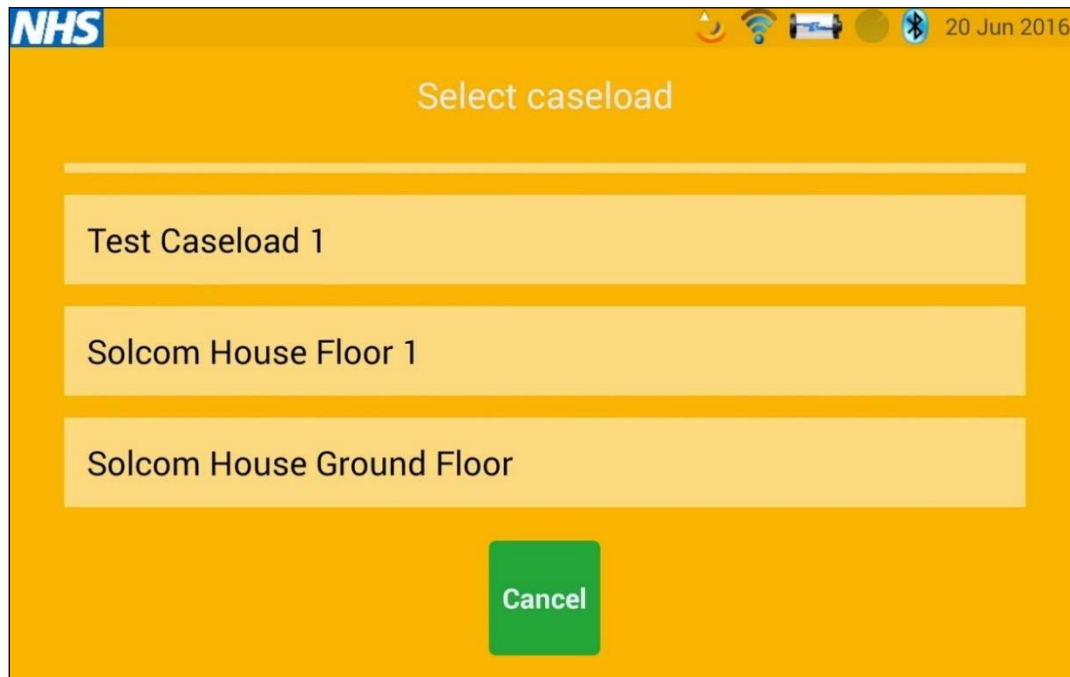 NHS
20 Jun 2016
Select caseload
Test Caseload 1
Solcom House Floor 1
Solcom House Ground Floor
Cancel